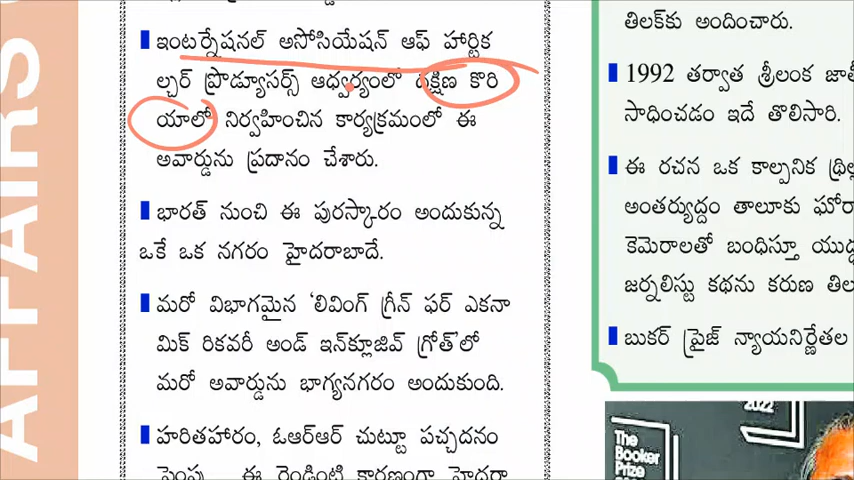 AFFAIRS
ఇంటర్నేషనల్ అసోసియేషన్ ఆఫ్ హార్టిక
ల్చర్ ప్రొడ్యూసర్స్ ఆధ్వర్యంలో దక్షిణ కొరి
యాలో నిర్వహించిన కార్యక్రమంలో ఈ
అవార్డును ప్రదానం చేశారు.
భారత్ నుంచి ఈ పురస్కారం అందుకున్న
ఒకే ఒక నగరం హైదరాబాదే.
మరో విభాగమైన ‘లివింగ్ గ్రీన్ ఫర్ ఎకనా
మిక్ రికవరీ అండ్ ఇన్‌క్లూజివ్ గ్రోత్’లో
మరో అవార్డును భాగ్యనగరం అందుకుంది.
హరితహారం, ఓఆర్ఆర్ చుట్టూ పచ్చదనం
పెంపు.. ఈ రెండింటి కారణంగా హైదరా
తిలక్‌కు అందించారు.
1992 తర్వాత శ్రీలంక జాతీ
సాధించడం ఇదే తొలిసారి.
ఈ రచన ఒక కాల్పనిక థ్రిల్ల
అంతర్యుద్దం తాలూకు ఘోరా
కెమెరాలతో బంధిస్తూ యుద్ధ
జర్నలిస్టు కథను కరుణ తిల
బుకర్ ప్రైజ్ న్యాయనిర్ణేతల
The
Booker
Prize
2022